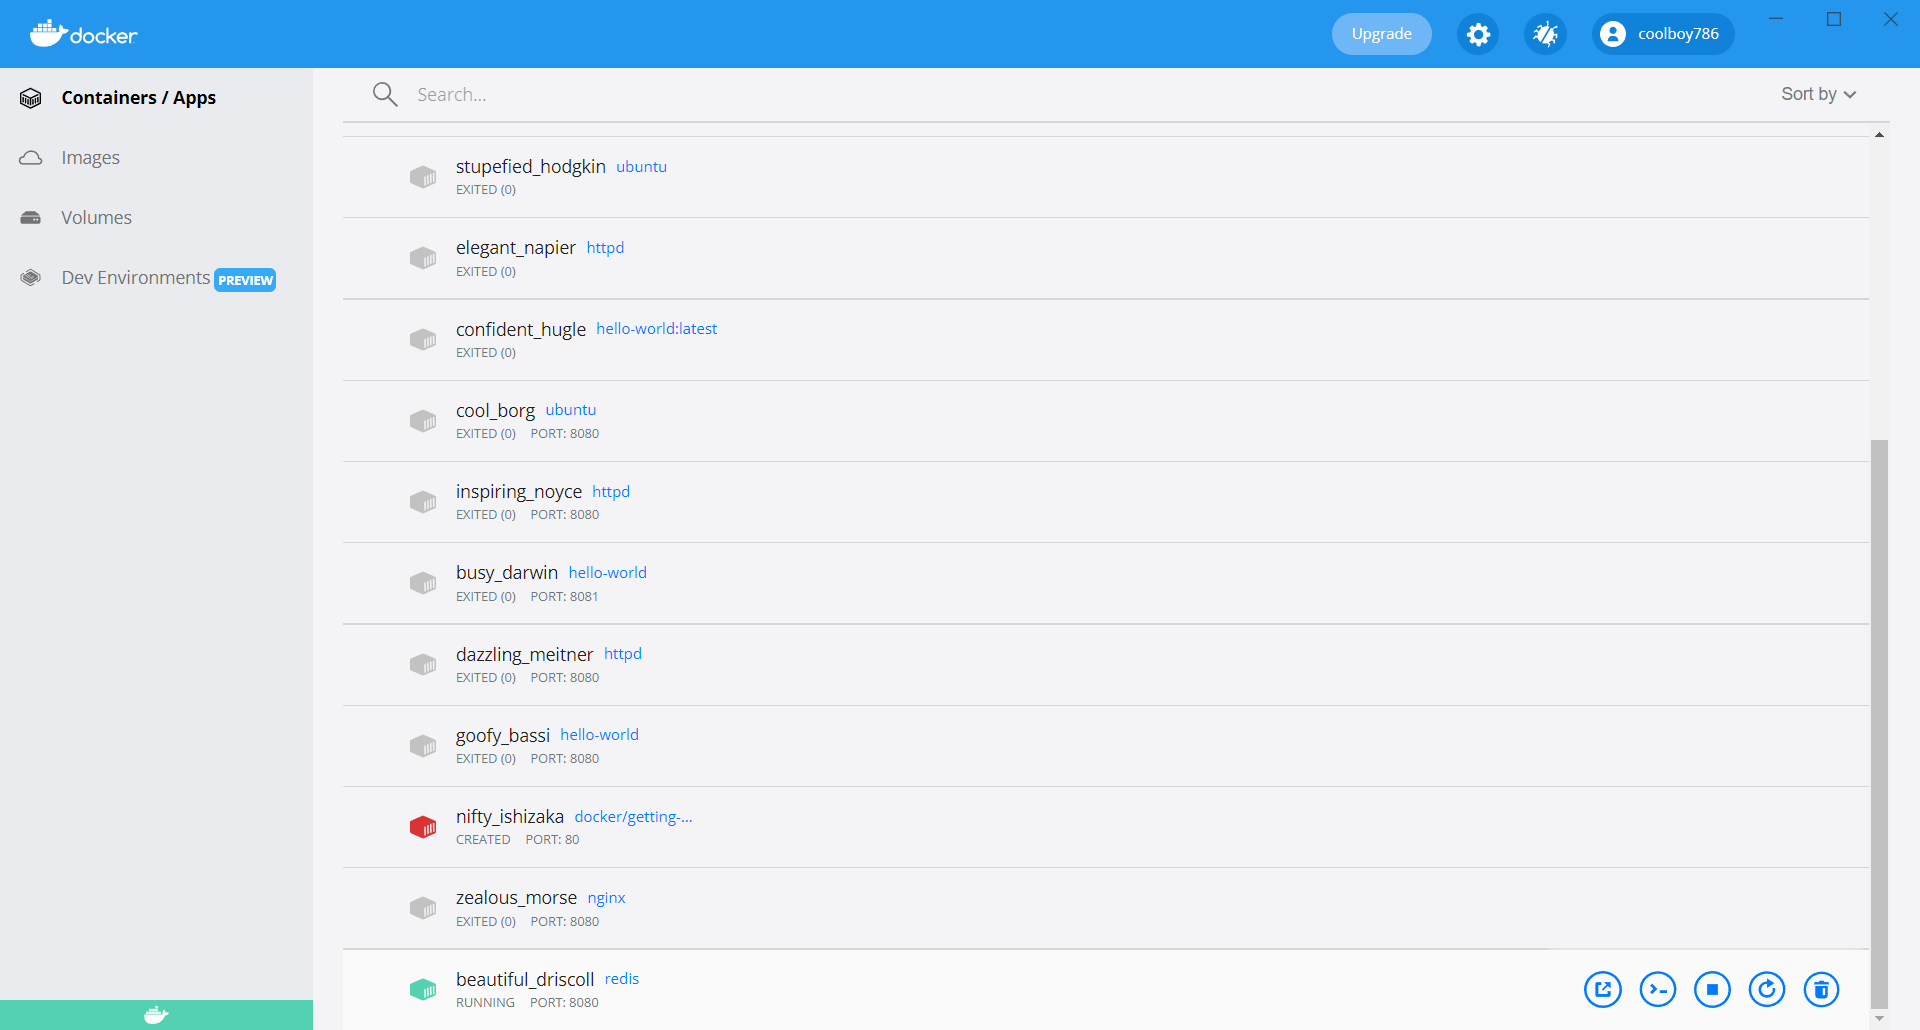 docker
Upgrade
coolboy786
Containers / Apps
Images
Volumes
Dev Environments PREVIEW
Search...
Sort by
stupefied_hodgkin ubuntu
EXITED (0)
elegant_napier httpd
EXITED (0)
confident_hugle hello-world:latest
EXITED (0)
cool_borg ubuntu
EXITED (0) PORT: 8080
inspiring_noyce httpd
EXITED (0) PORT: 8080
busy_darwin hello-world
EXITED (0) PORT: 8081
dazzling_meitner httpd
EXITED (0) PORT: 8080
goofy_bassi hello-world
EXITED (0) PORT: 8080
nifty_ishizaka docker/getting-...
CREATED PORT: 80
zealous_morse nginx
EXITED (0) PORT: 8080
beautiful_driscoll redis
RUNNING PORT: 8080